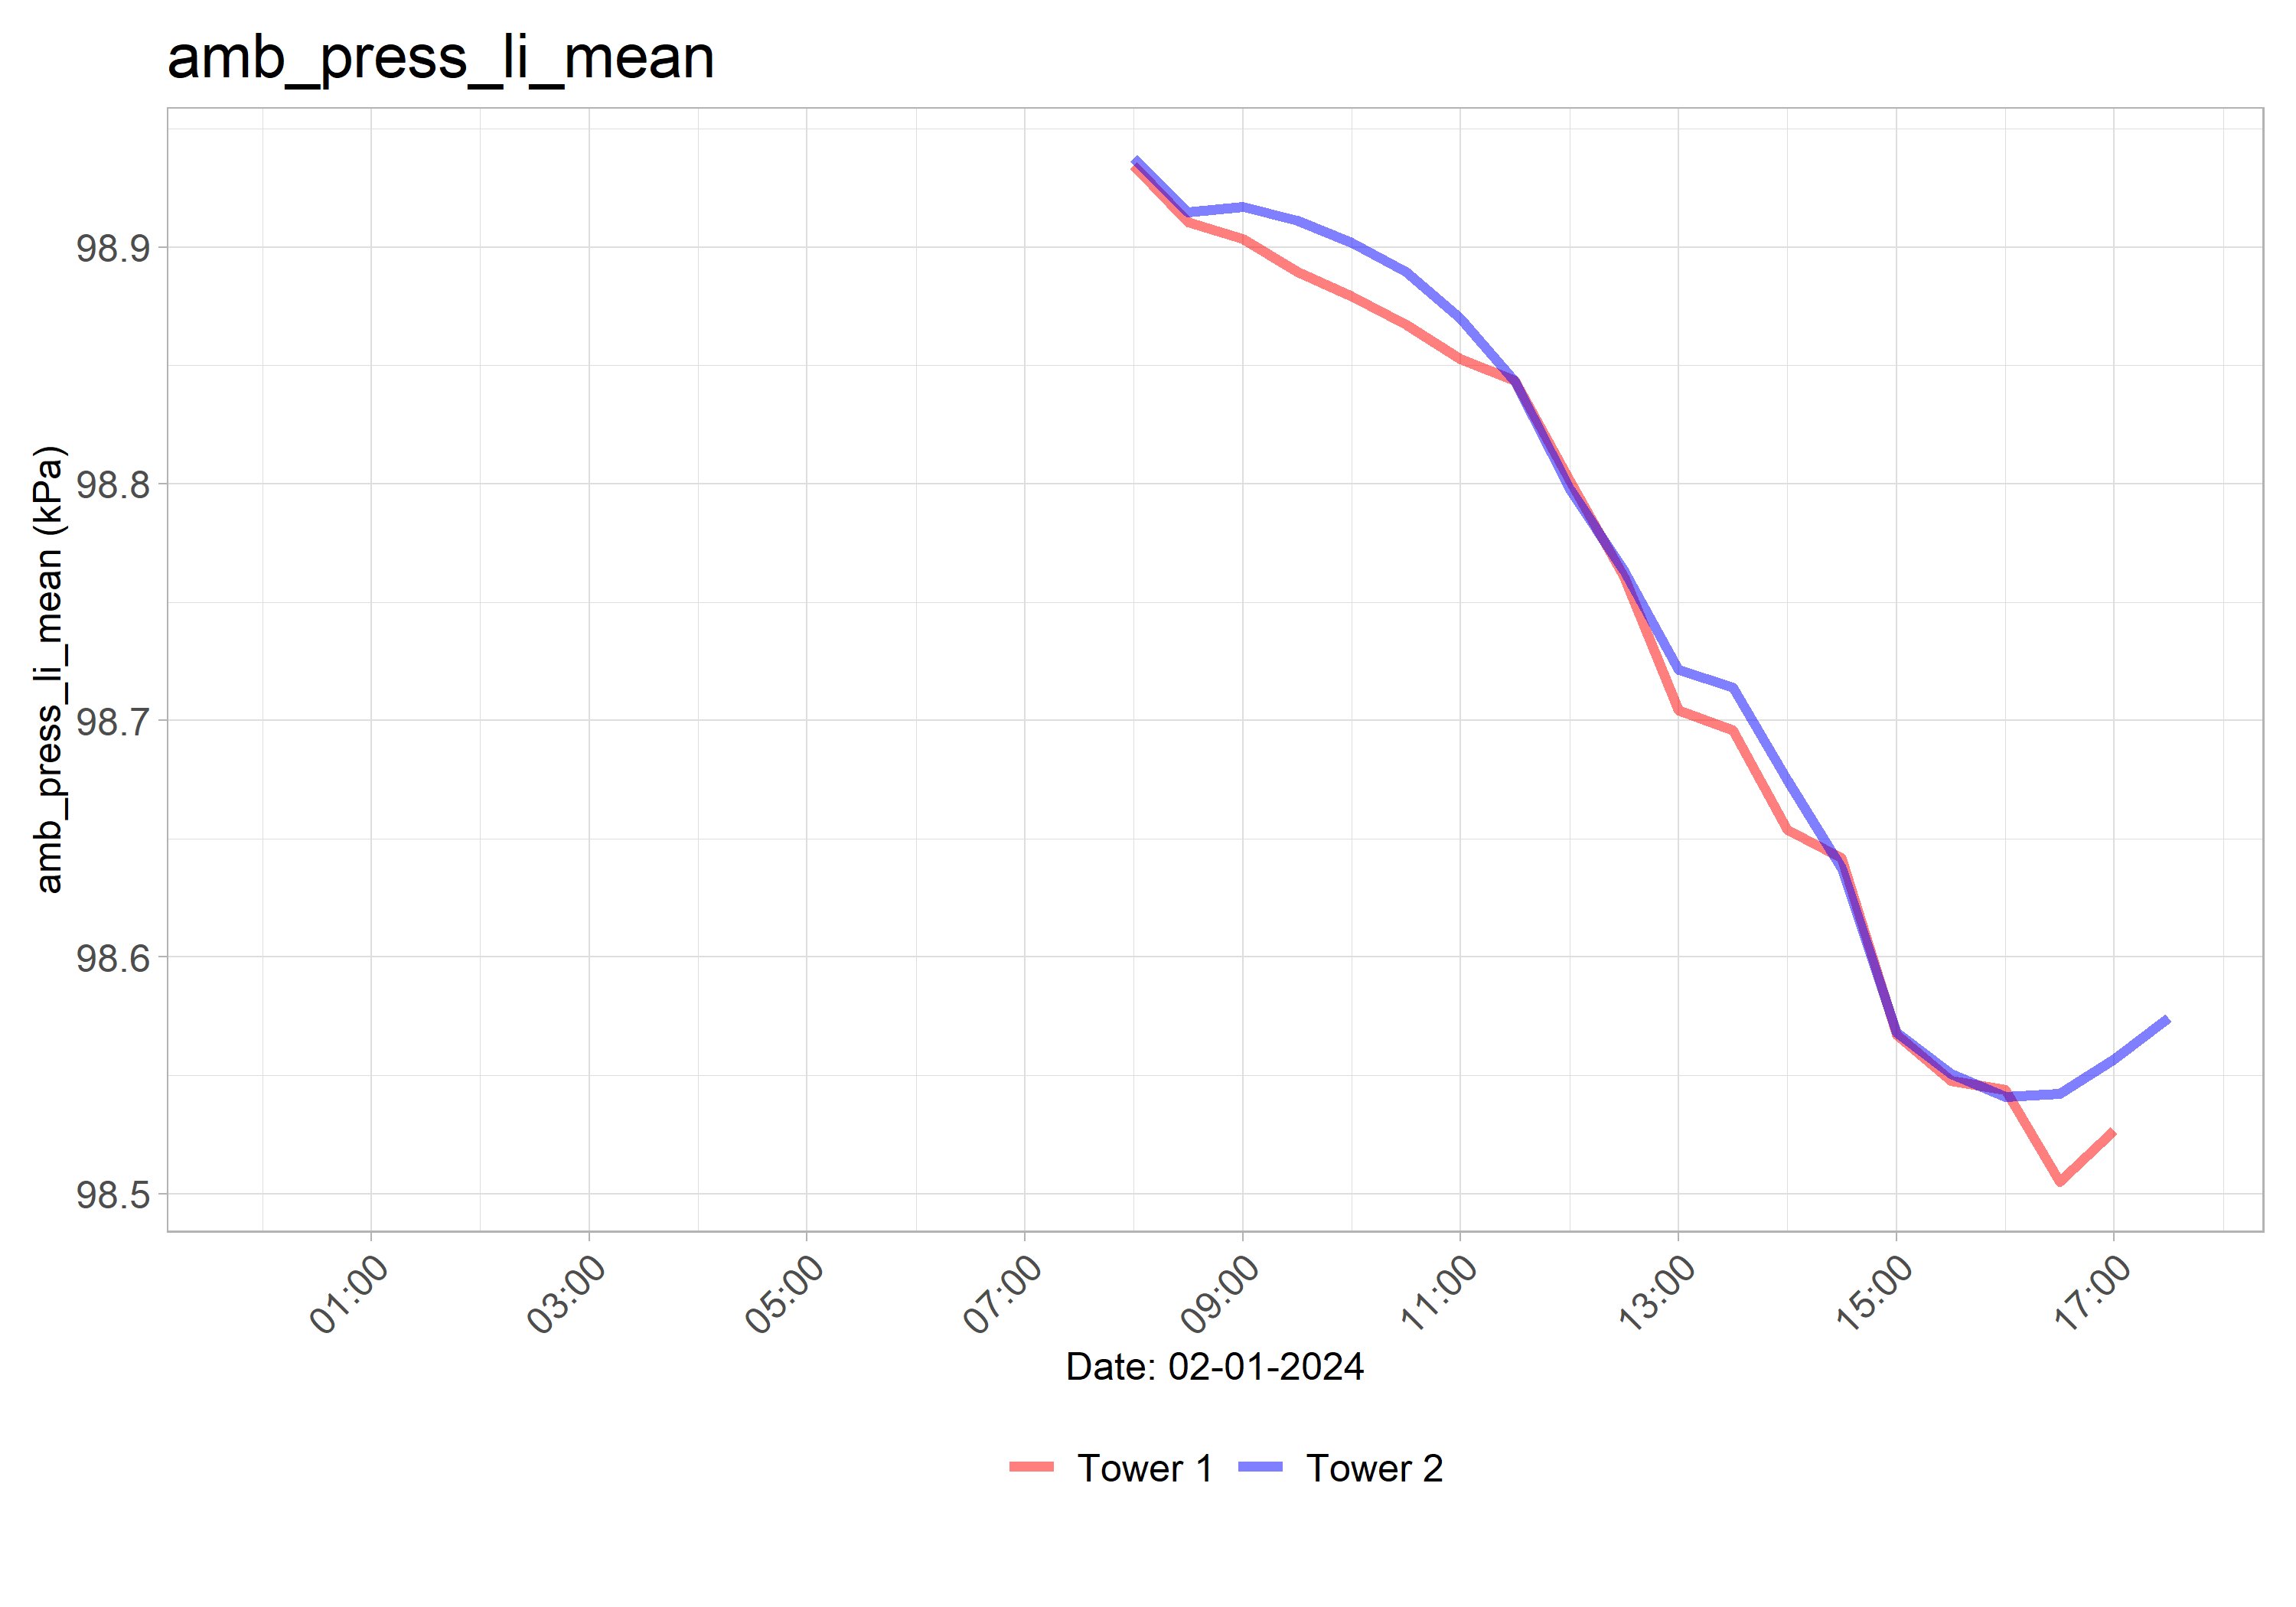 amb_press_li_mean
amb_press_li_mean (kPa)
98.9
98.8
98.7
98.6
98.5
01:00
03:00
05:00
07:00
09:00
11:00
13:00
15:00
17:00
Date: 02-01-2024
Tower 1
Tower 2